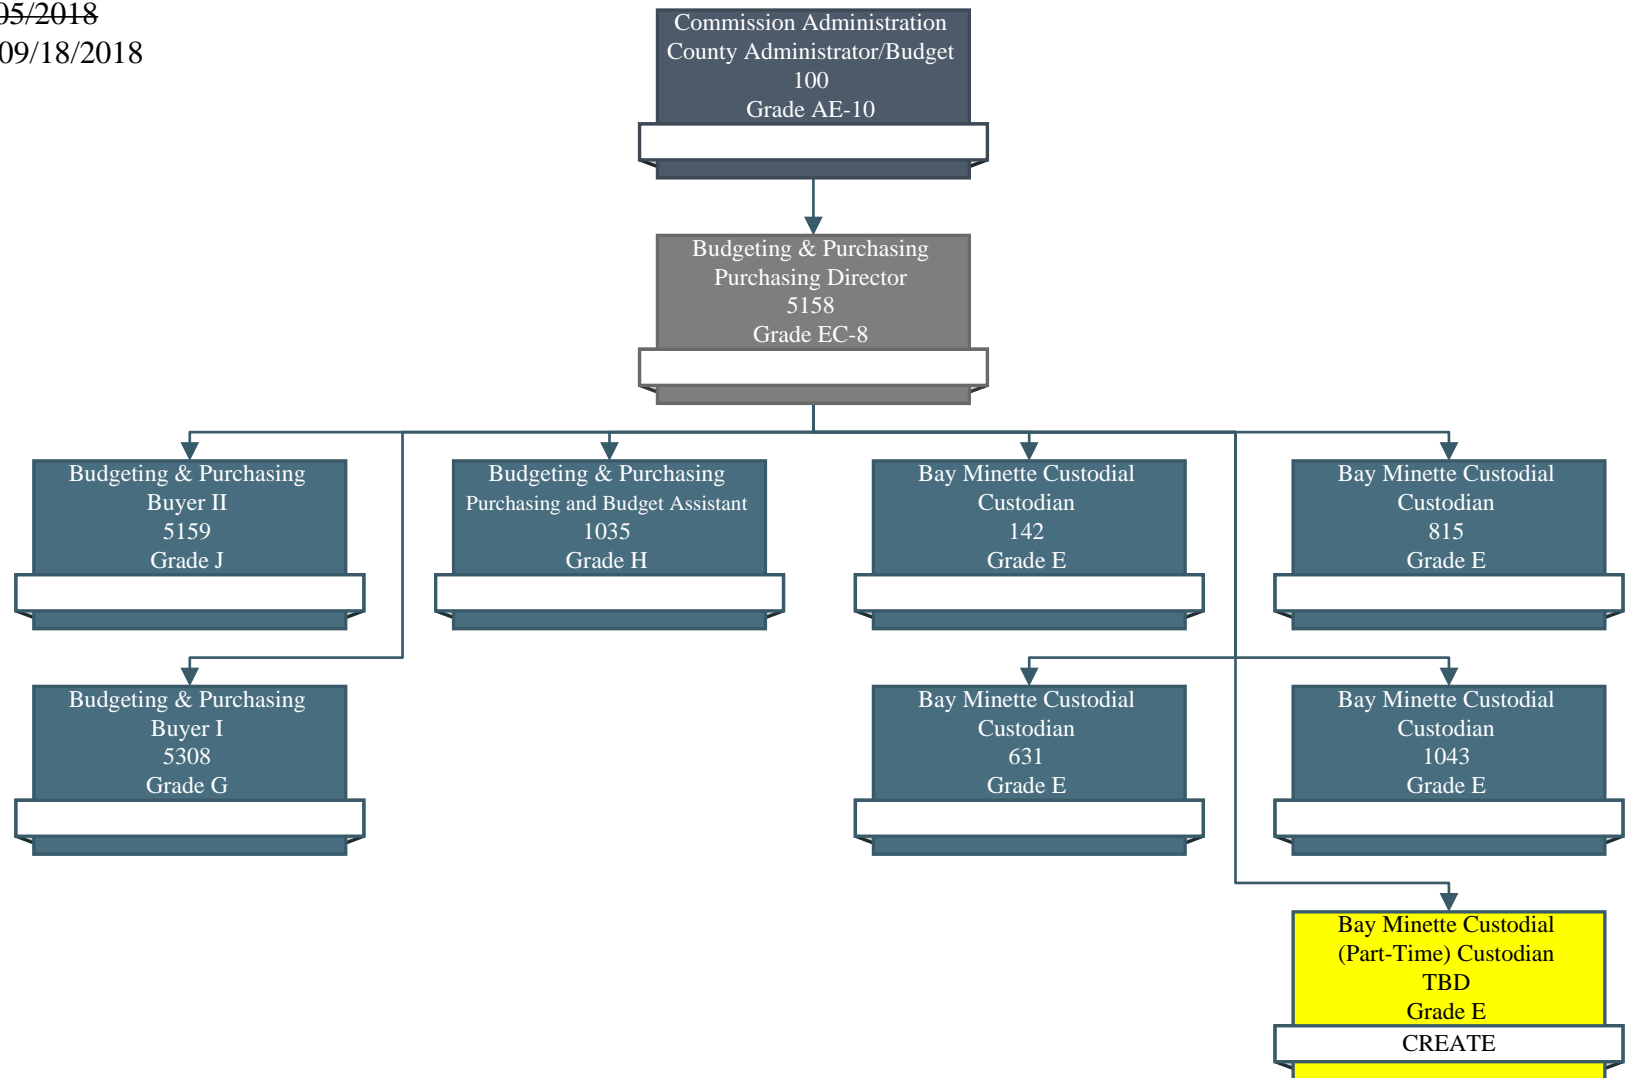 05/2018
09/18/2018
Commission Administration
County Administrator/Budget
100
Grade AE-10
Budgeting & Purchasing
Purchasing Director
5158
Grade EC-8
Budgeting & Purchasing
Buyer II
5159
Grade J
Budgeting & Purchasing
Purchasing and Budget Assistant
1035
Grade H
Bay Minette Custodial
Custodian
142
Grade E
Bay Minette Custodial
Custodian
815
Grade E
Budgeting & Purchasing
Buyer I
5308
Grade G
Bay Minette Custodial
Custodian
631
Grade E
Bay Minette Custodial
Custodian
1043
Grade E
Bay Minette Custodial
(Part-Time) Custodian
TBD
Grade E
CREATE